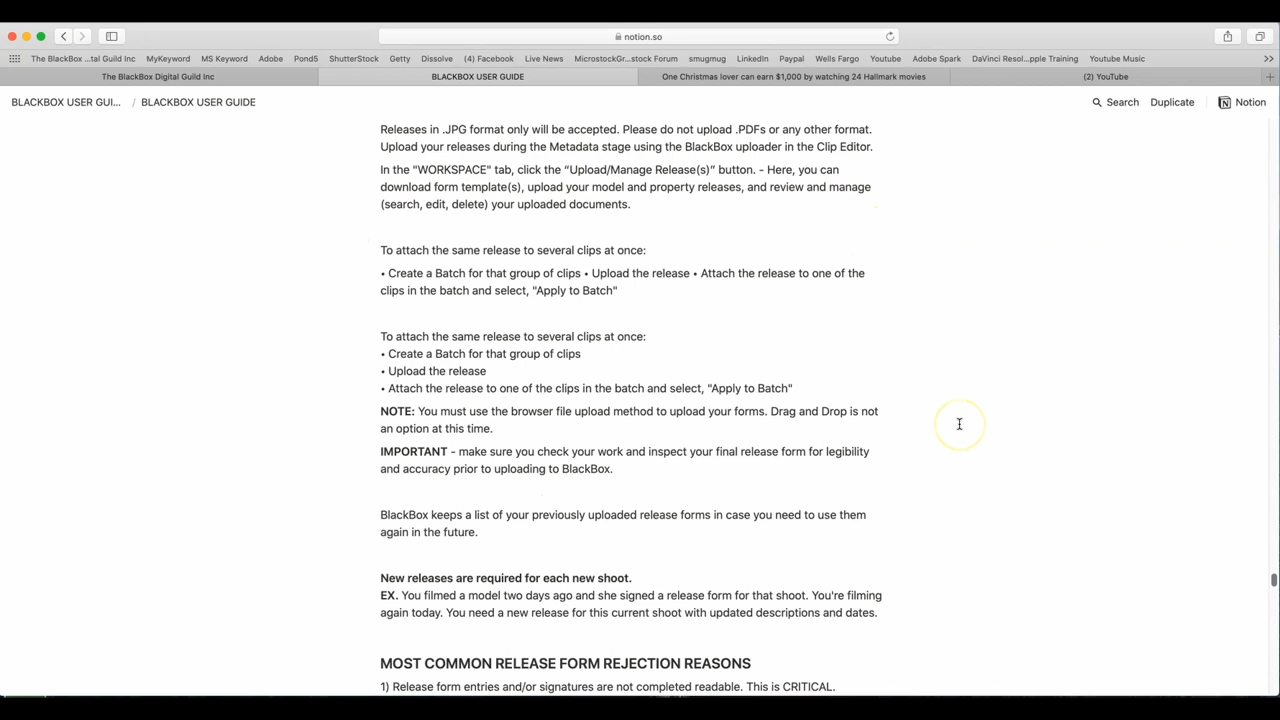 notion.so
The BlackBox ...tal Guild Inc MyKeyword MS Keyword Adobe Pond5 ShutterStock Getty Dissolve (4) Facebook Live News MicrostockGr...stock Forum smugmug LinkedIn Paypal Wells Fargo Youtube Adobe Spark DaVinci Resol...pple Training Youtube Music
The BlackBox Digital Guild Inc BLACKBOX USER GUIDE One Christmas lover can earn $1,000 by watching 24 Hallmark movies (2) YouTube
BLACKBOX USER GUI... / BLACKBOX USER GUIDE Search Duplicate Notion
Releases in .JPG format only will be accepted. Please do not upload .PDFs or any other format.
Upload your releases during the Metadata stage using the BlackBox uploader in the Clip Editor.
In the "WORKSPACE" tab, click the “Upload/Manage Release(s)” button. - Here, you can
download form template(s), upload your model and property releases, and review and manage
(search, edit, delete) your uploaded documents.
To attach the same release to several clips at once:
• Create a Batch for that group of clips • Upload the release • Attach the release to one of the
clips in the batch and select, "Apply to Batch"
To attach the same release to several clips at once:
• Create a Batch for that group of clips
• Upload the release
• Attach the release to one of the clips in the batch and select, "Apply to Batch"
NOTE: You must use the browser file upload method to upload your forms. Drag and Drop is not
an option at this time.
IMPORTANT - make sure you check your work and inspect your final release form for legibility
and accuracy prior to uploading to BlackBox.
BlackBox keeps a list of your previously uploaded release forms in case you need to use them
again in the future.
New releases are required for each new shoot.
EX. You filmed a model two days ago and she signed a release form for that shoot. You're filming
again today. You need a new release for this current shoot with updated descriptions and dates.
MOST COMMON RELEASE FORM REJECTION REASONS
1) Release form entries and/or signatures are not completed readable. This is CRITICAL.